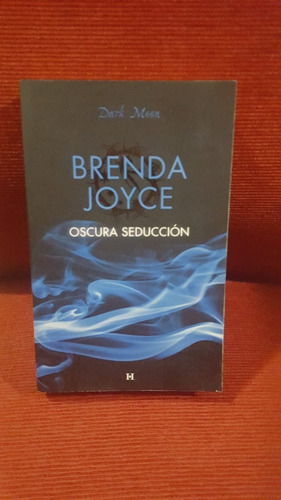 Dark Moon
BRENDA
JOYCE
OSCURA SEDUCCIÓN
H